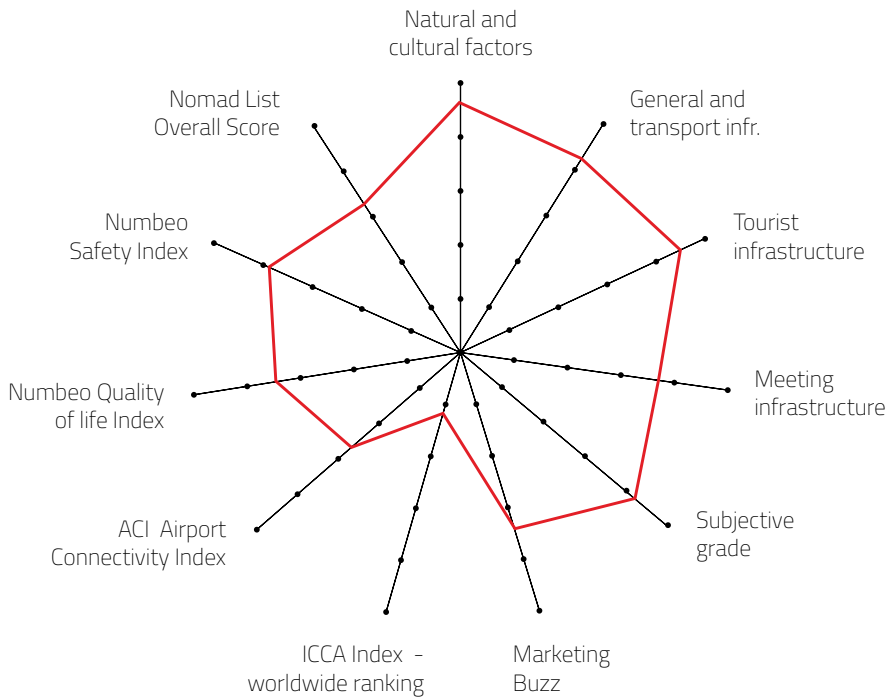 Natural and
cultural factors
General and
transport infr.
Tourist
infrastructure
Meeting
infrastructure
Subjective
grade
Marketing
Buzz
ICCA Index -
worldwide ranking
ACI Airport
Connectivity Index
Numbeo Quality
of life Index
Numbeo
Safety Index
Nomad List
Overall Score